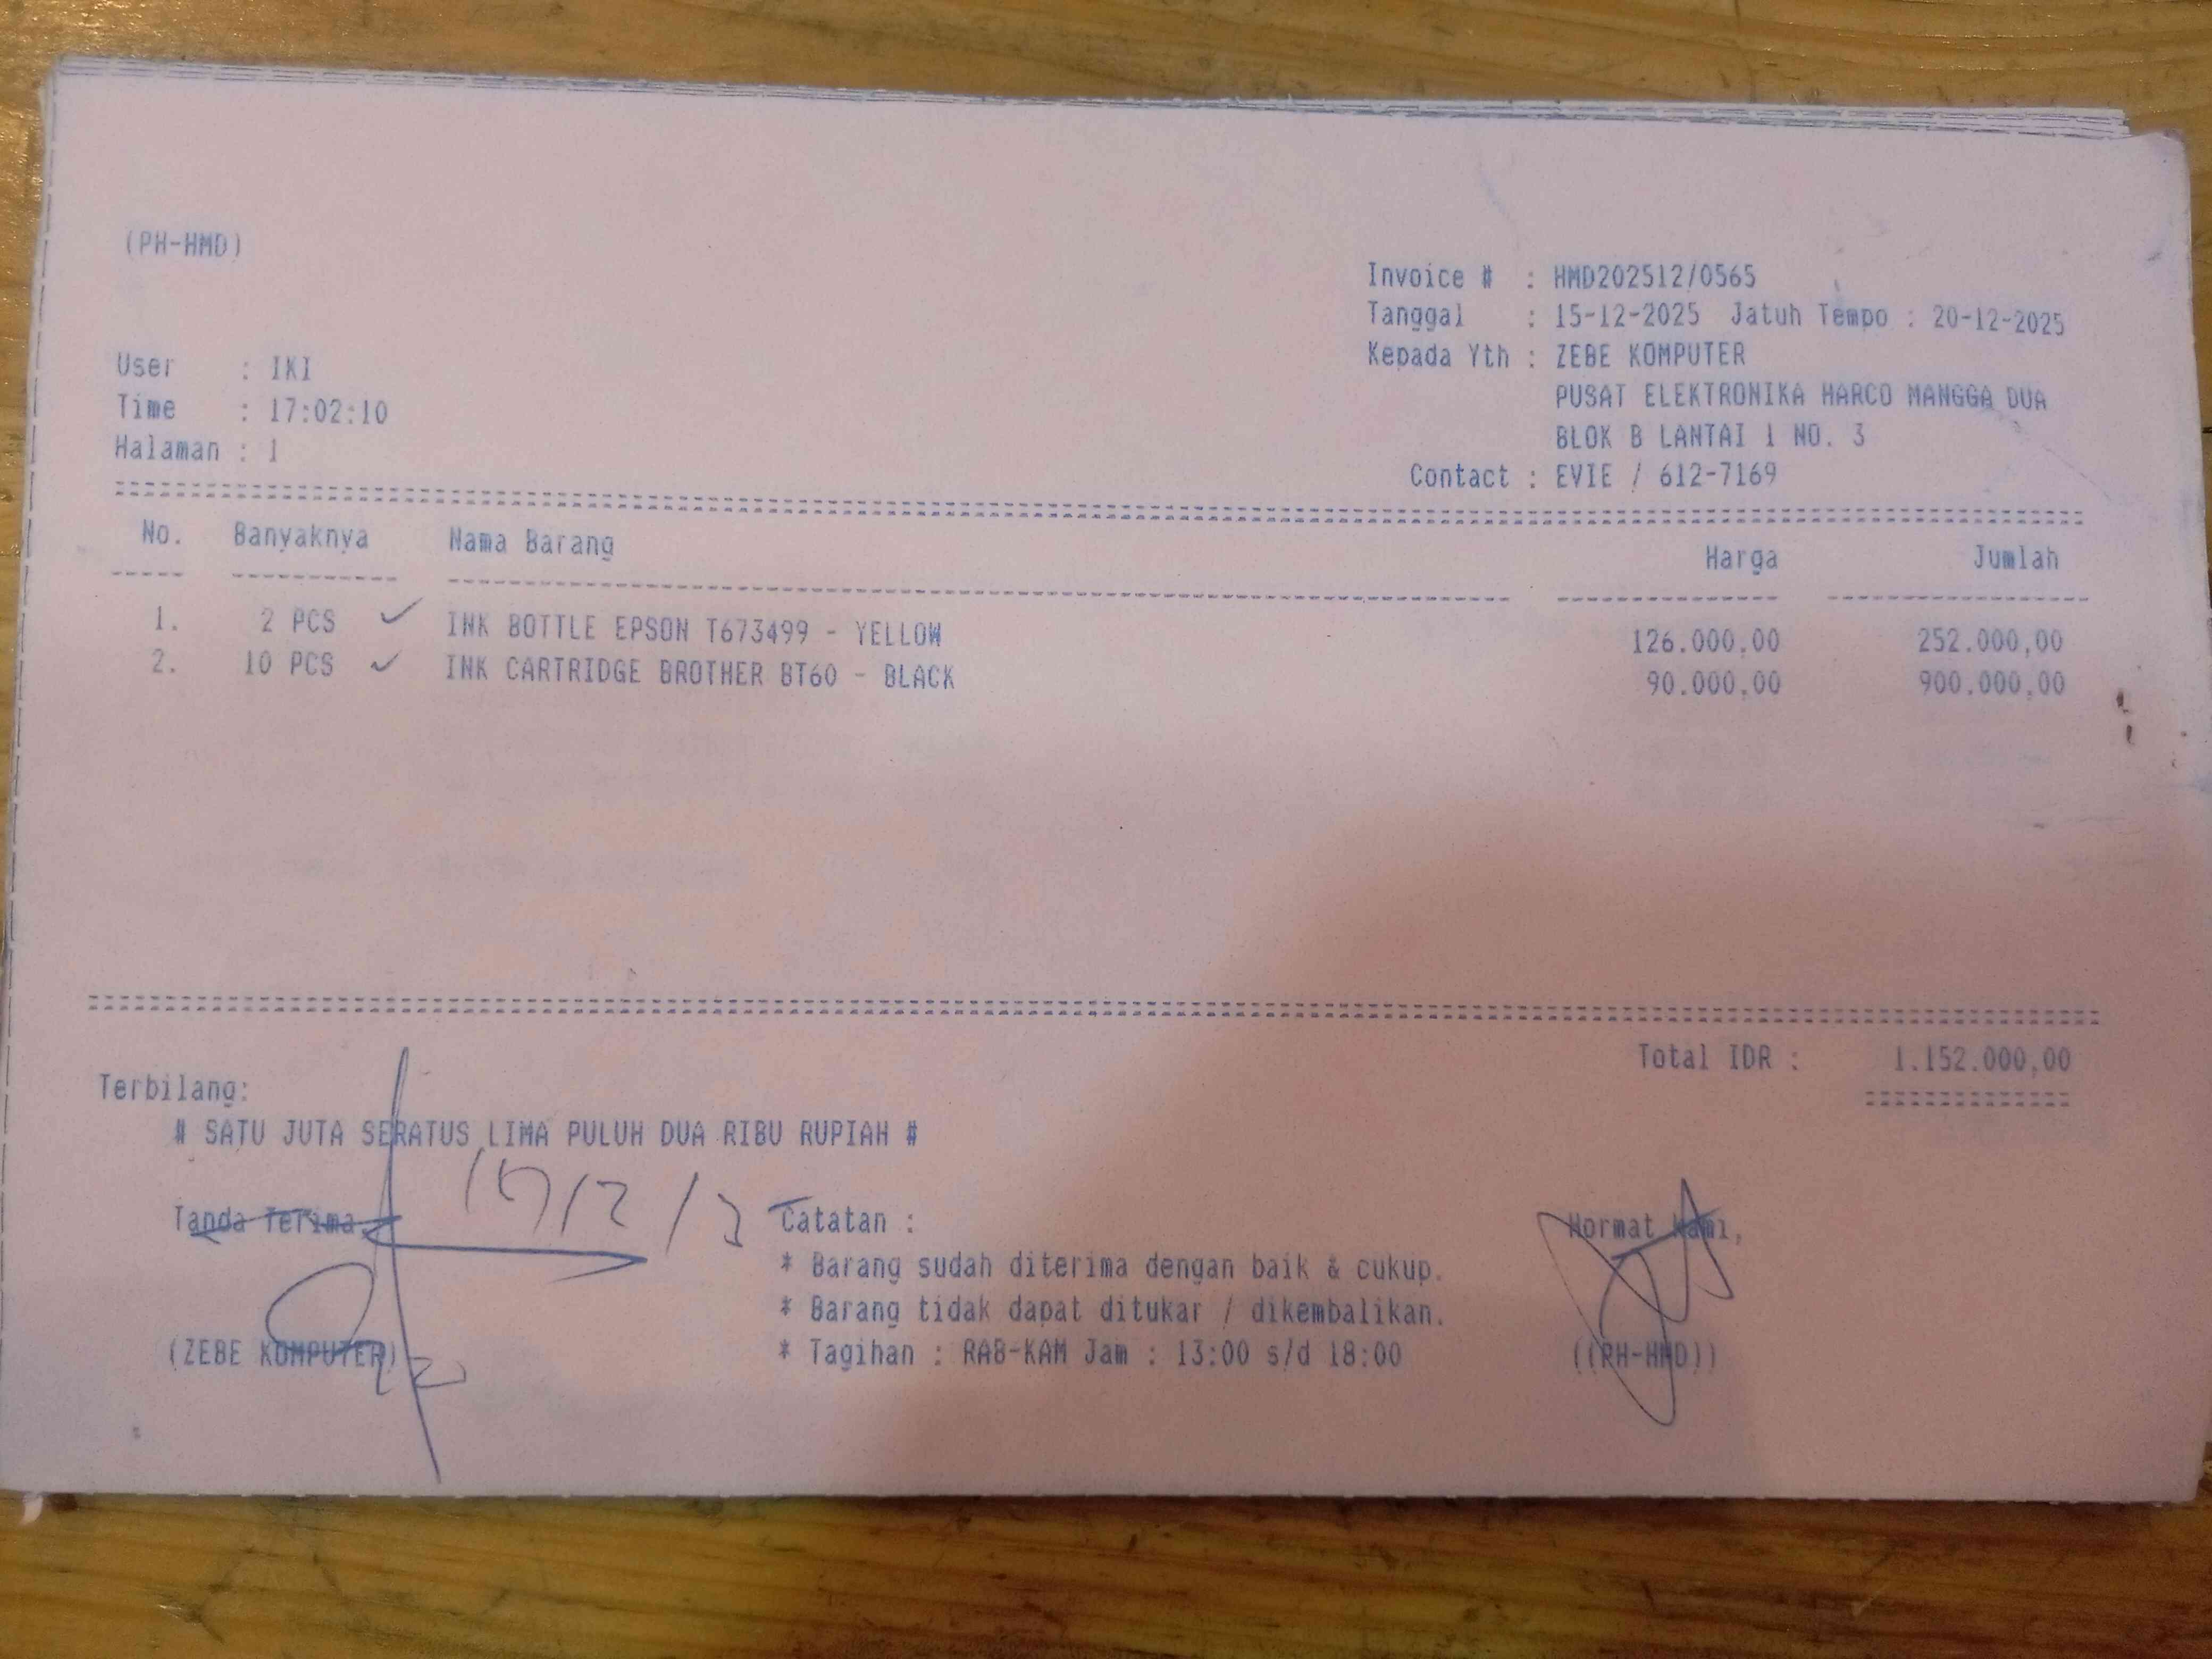 (PH-HMD)
Invoice # : HMD202512/0565
Tanggal : 15-12-2025 Jatuh Tempo : 20-12-2025
Kepada Yth : ZEBE KOMPUTER
PUSAT ELEKTRONIKA HARCO MANGGA DUA
BLOK B LANTAI 1 NO. 3
Contact : EVIE / 612-7169
User : IKI
Time : 17:02:10
Halaman : 1
No. Banyaknya Nama Barang Harga Jumlah
1. 2 PCS ✓ INK BOTTLE EPSON T673499 - YELLOW 126.000,00 252.000,00
2. 10 PCS ✓ INK CARTRIDGE BROTHER BT60 - BLACK 90.000,00 900.000,00
Total IDR : 1.152.000,00
Terbilang:
# SATU JUTA SERATUS LIMA PULUH DUA RIBU RUPIAH #
Tanda Terima
(ZEBE KOMPUTER)
Catatan :
* Barang sudah diterima dengan baik & cukup.
* Barang tidak dapat ditukar / dikembalikan.
* Tagihan : RAB-KAM Jam : 13:00 s/d 18:00
Hormat Kami,
((RH-HMD))